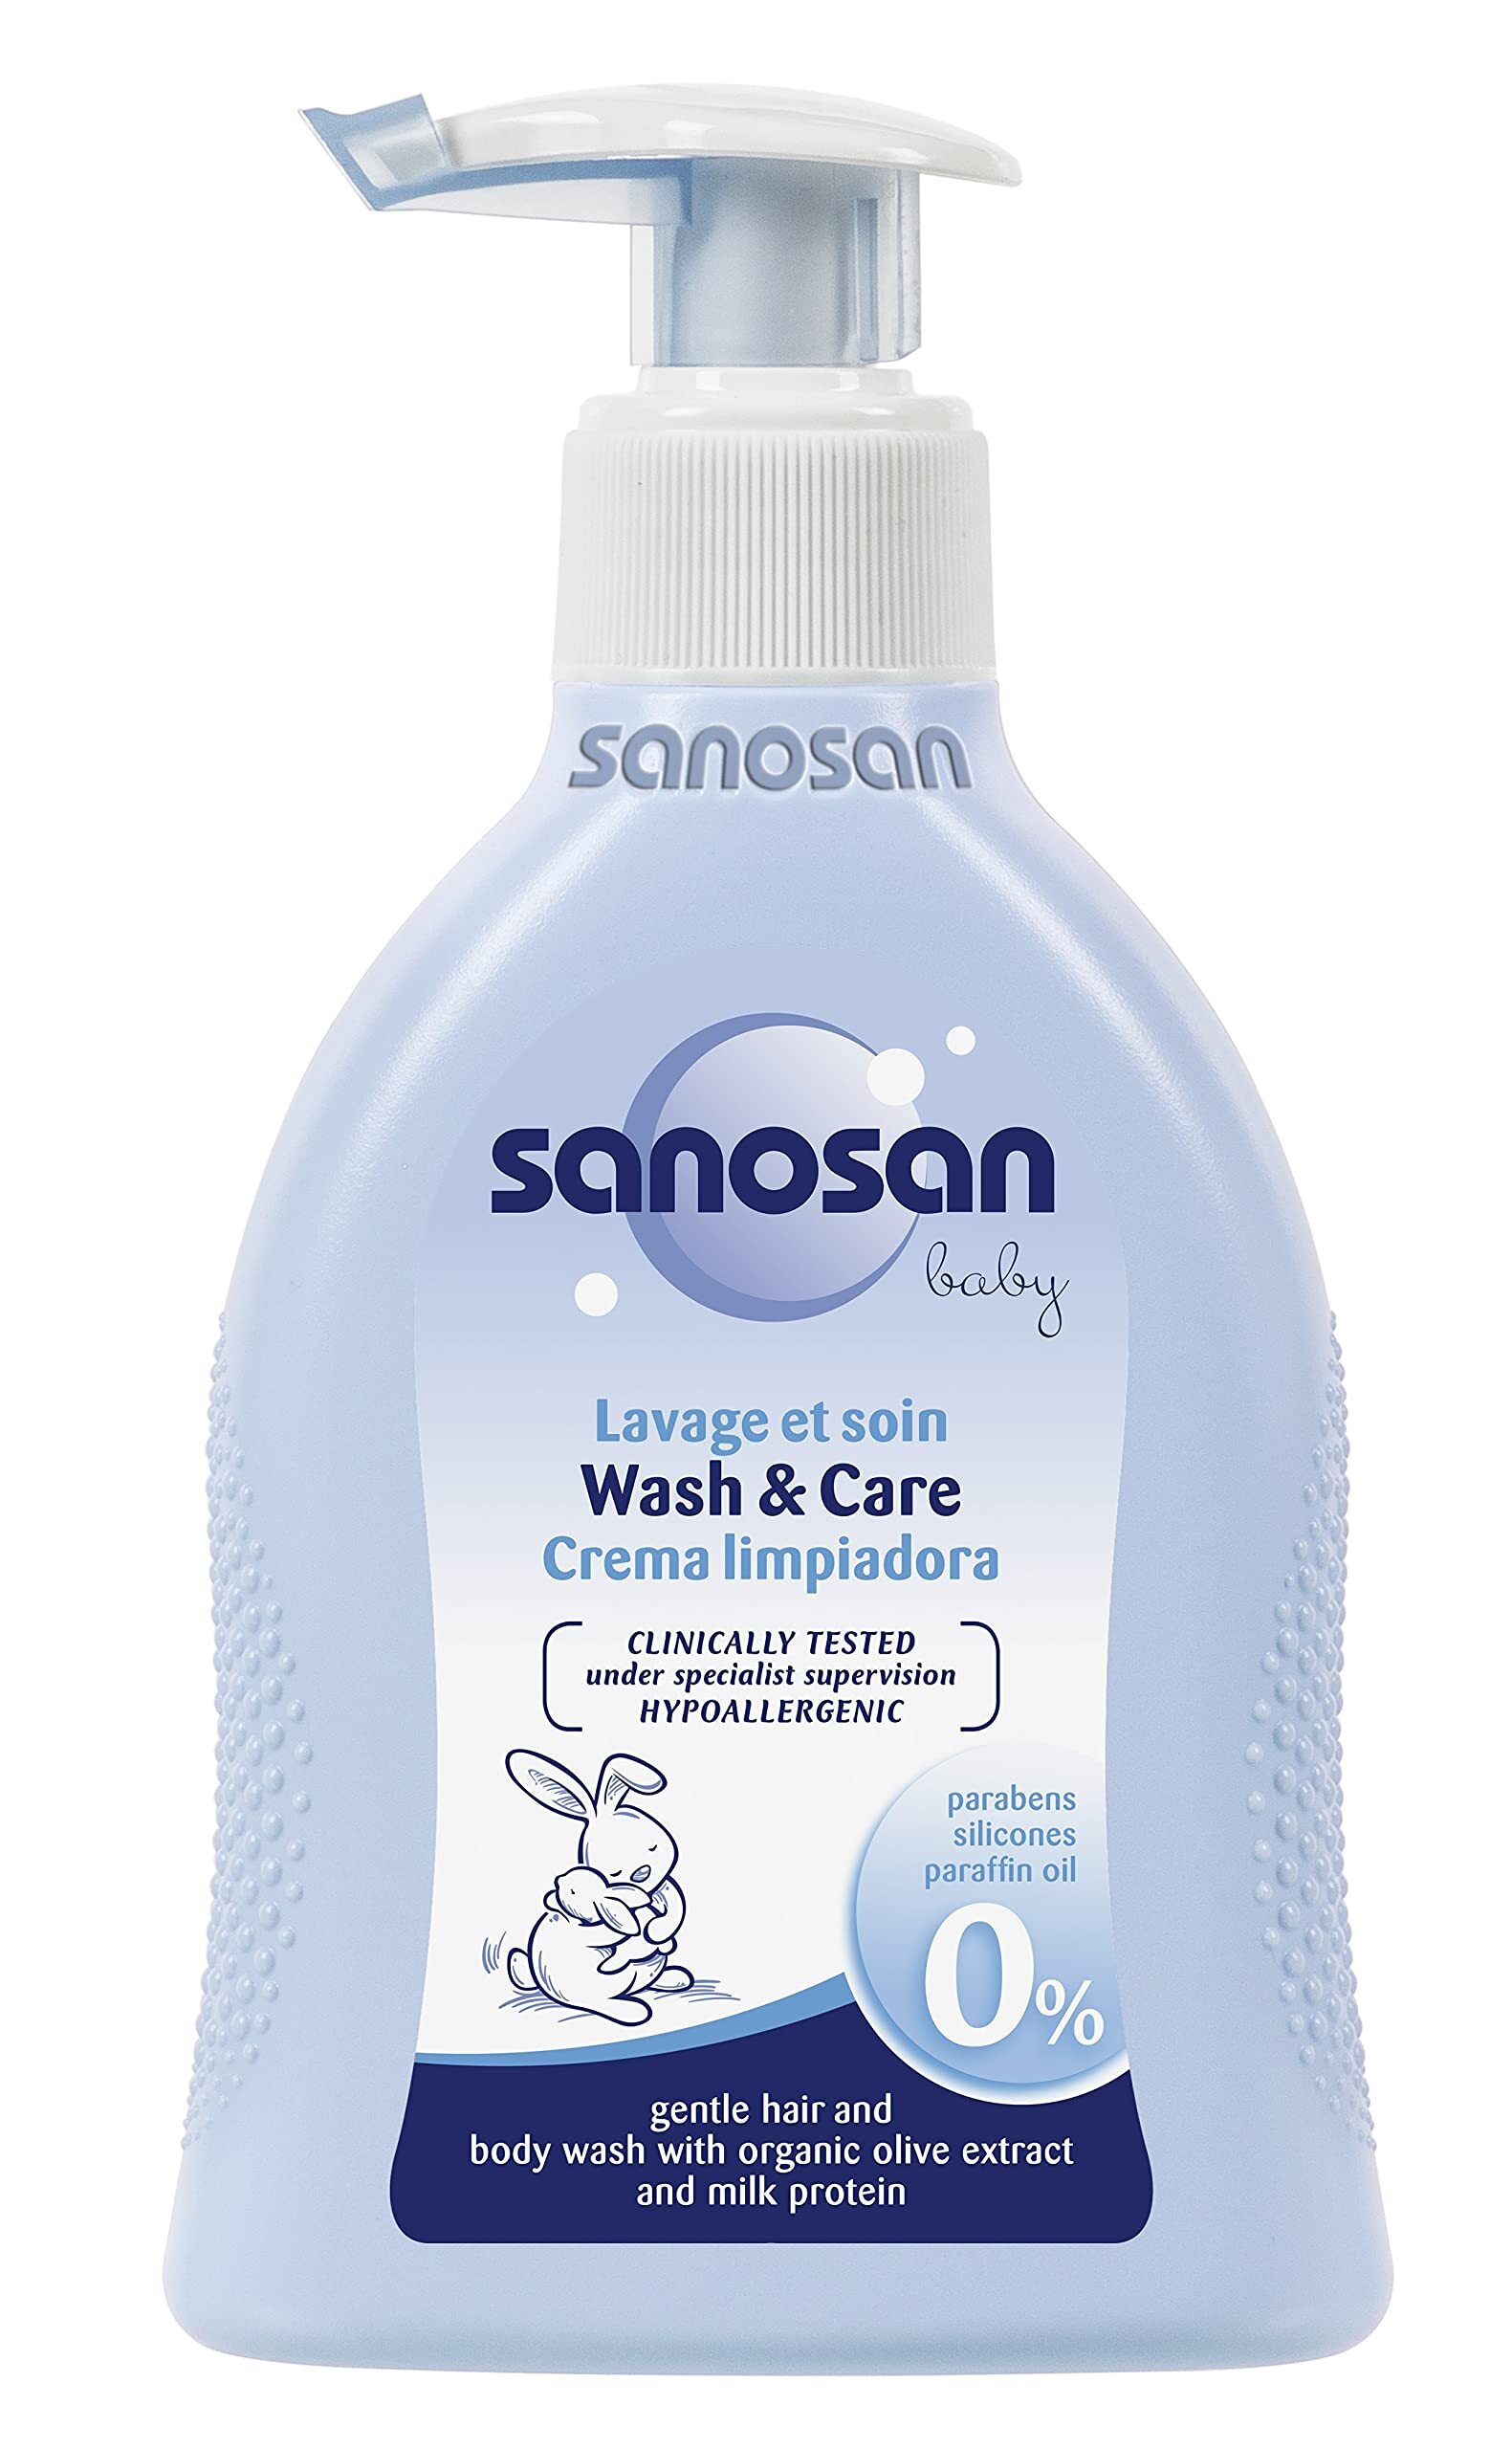 sanosan
sanosan
baby
Lavage et soin
Wash & Care
Crema limpiadora
CLINICALLY TESTED
under specialist supervision
HYPOALLERGENIC
parabens
silicones
paraffin oil
0%
gentle hair and
body wash with organic olive extract
and milk protein